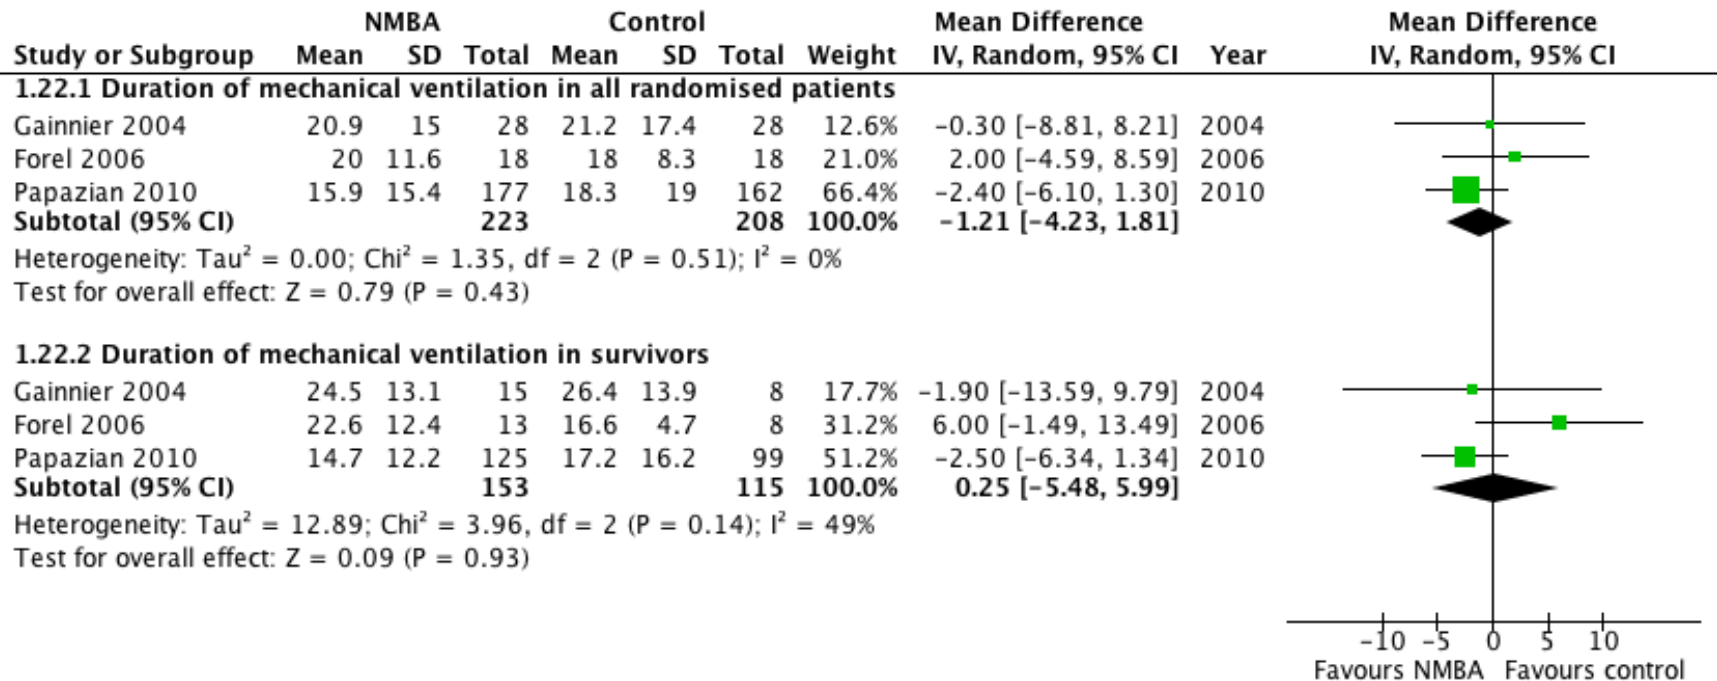 NMBA Control Mean Difference Mean Difference
Study or Subgroup Mean SD Total Mean SD Total Weight IV, Random, 95% CI Year IV, Random, 95% CI
1.22.1 Duration of mechanical ventilation in all randomised patients
Gainnier 2004 20.9 15 28 21.2 17.4 28 12.6% −0.30 [−8.81, 8.21] 2004
Forel 2006 20 11.6 18 18 8.3 18 21.0% 2.00 [−4.59, 8.59] 2006
Papazian 2010 15.9 15.4 177 18.3 19 162 66.4% −2.40 [−6.10, 1.30] 2010
Subtotal (95% CI) 223 208 100.0% −1.21 [−4.23, 1.81]
Heterogeneity: Tau² = 0.00; Chi² = 1.35, df = 2 (P = 0.51); I² = 0%
Test for overall effect: Z = 0.79 (P = 0.43)
1.22.2 Duration of mechanical ventilation in survivors
Gainnier 2004 24.5 13.1 15 26.4 13.9 8 17.7% −1.90 [−13.59, 9.79] 2004
Forel 2006 22.6 12.4 13 16.6 4.7 8 31.2% 6.00 [−1.49, 13.49] 2006
Papazian 2010 14.7 12.2 125 17.2 16.2 99 51.2% −2.50 [−6.34, 1.34] 2010
Subtotal (95% CI) 153 115 100.0% 0.25 [−5.48, 5.99]
Heterogeneity: Tau² = 12.89; Chi² = 3.96, df = 2 (P = 0.14); I² = 49%
Test for overall effect: Z = 0.09 (P = 0.93)
−10 −5 0 5 10
Favours NMBA Favours control